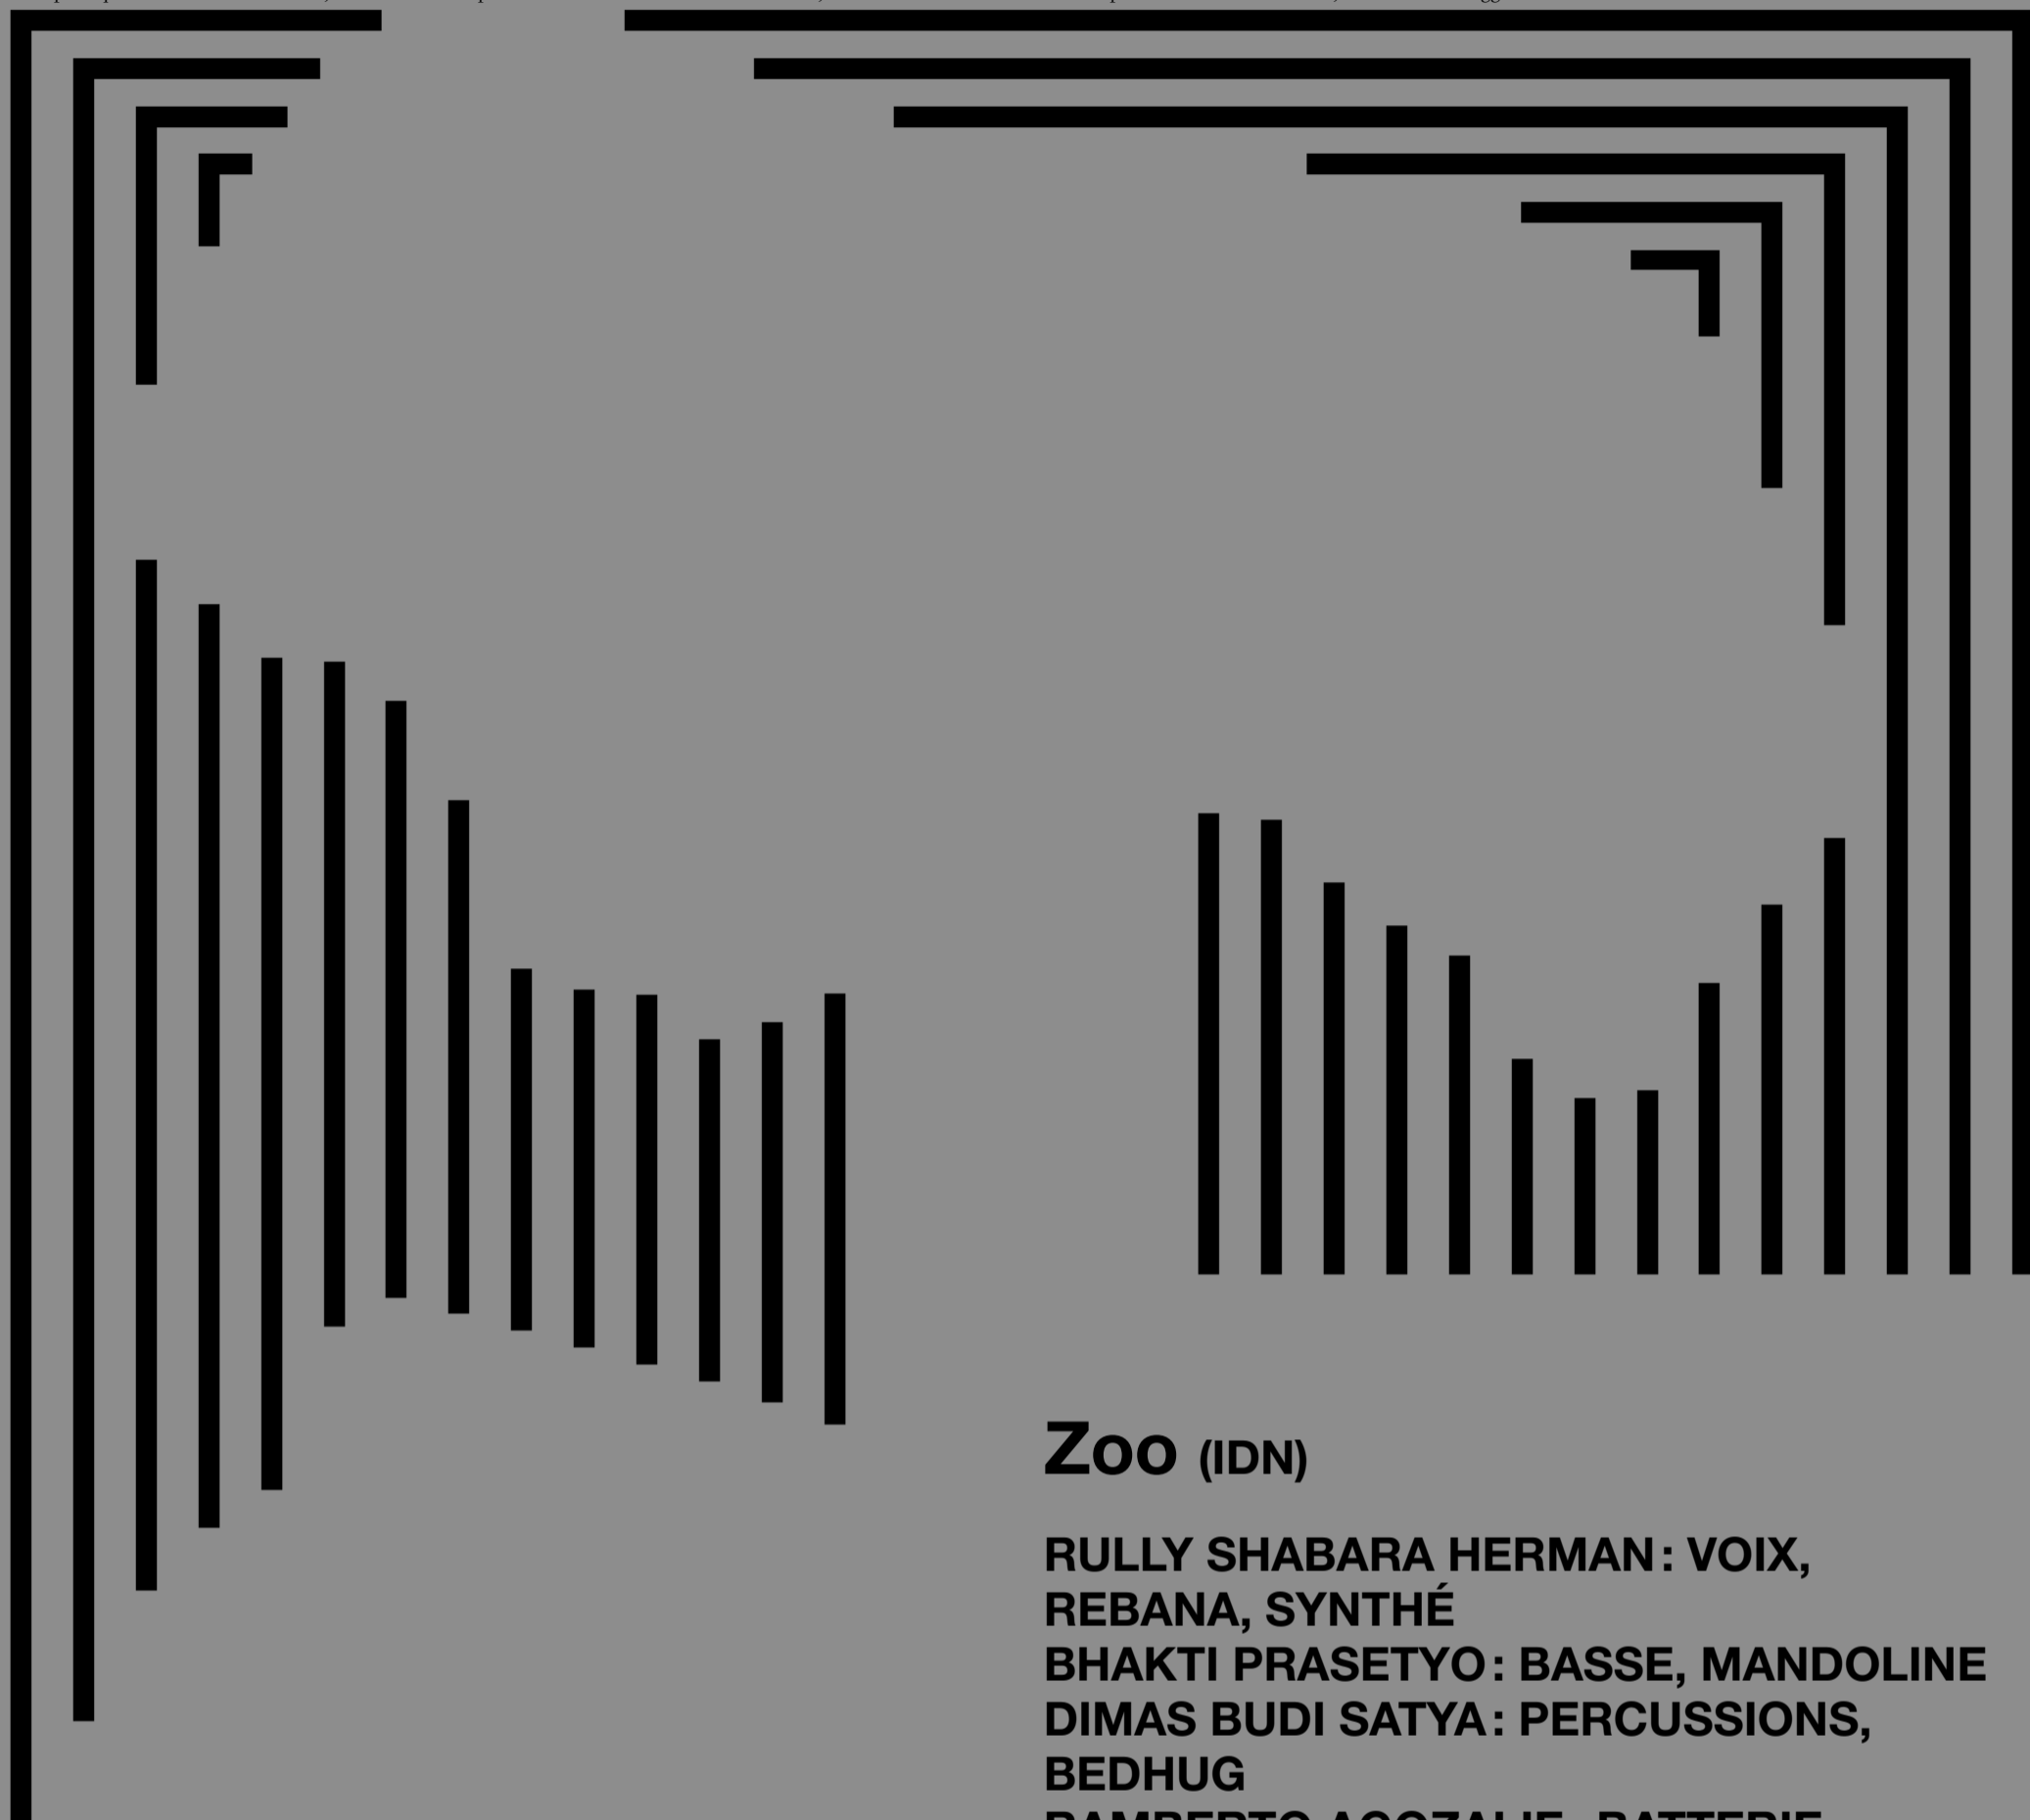 Zoo (IDN)
RULLY SHABARA HERMAN: VOIX,
REBANA, SYNTHÉ
BHAKTI PRASETYO: BASSE, MANDOLINE
DIMAS BUDI SATYA: PERCUSSIONS,
BEDHUG